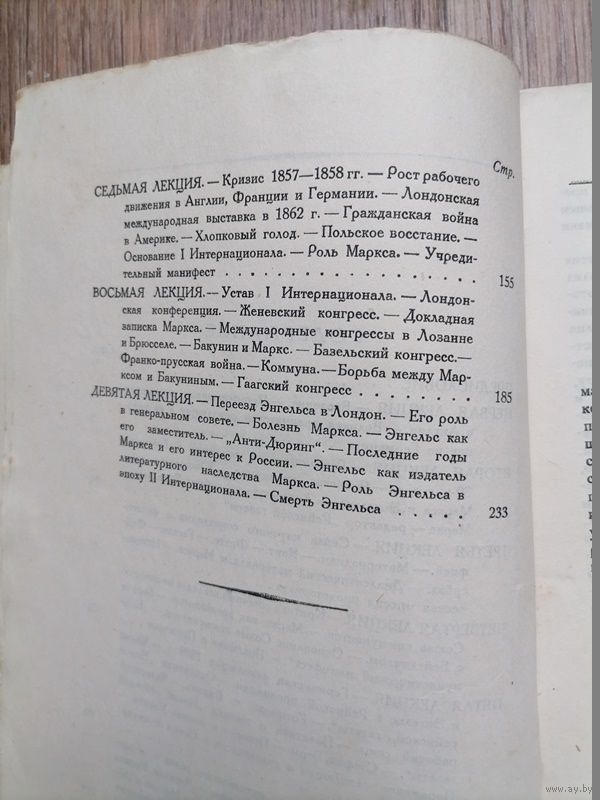 Стр.
СЕДЬМАЯ ЛЕКЦИЯ. — Кризис 1857—1858 гг. — Рост рабочего
движения в Англии, Франции и Германии. — Лондонская
международная выставка в 1862 г. — Гражданская война
в Америке. — Хлопковый голод. — Польское восстание. —
Основание I Интернационала. — Роль Маркса. — Учреди-
тельный манифест . . . . . . . . . . . . . . . . 155
ВОСЬМАЯ ЛЕКЦИЯ. — Устав I Интернационала. — Лондон-
ская конференция. — Женевский конгресс. — Докладная
записка Маркса. — Международные конгрессы в Лозанне
и Брюсселе. — Бакунин и Маркс. — Базельский конгресс. —
Франко-прусская война. — Коммуна. — Борьба между Мар-
ксом и Бакуниным. — Гаагский конгресс . . . . . . . . 185
ДЕВЯТАЯ ЛЕКЦИЯ. — Переезд Энгельса в Лондон. — Его роль
в генеральном совете. — Болезнь Маркса. — Энгельс как
его заместитель. — „Анти-Дюринг“. — Последние годы
Маркса и его интерес к России. — Энгельс как издатель
литературного наследства Маркса. — Роль Энгельса в
эпоху II Интернационала. — Смерть Энгельса . . . . . 233
www.ay.by